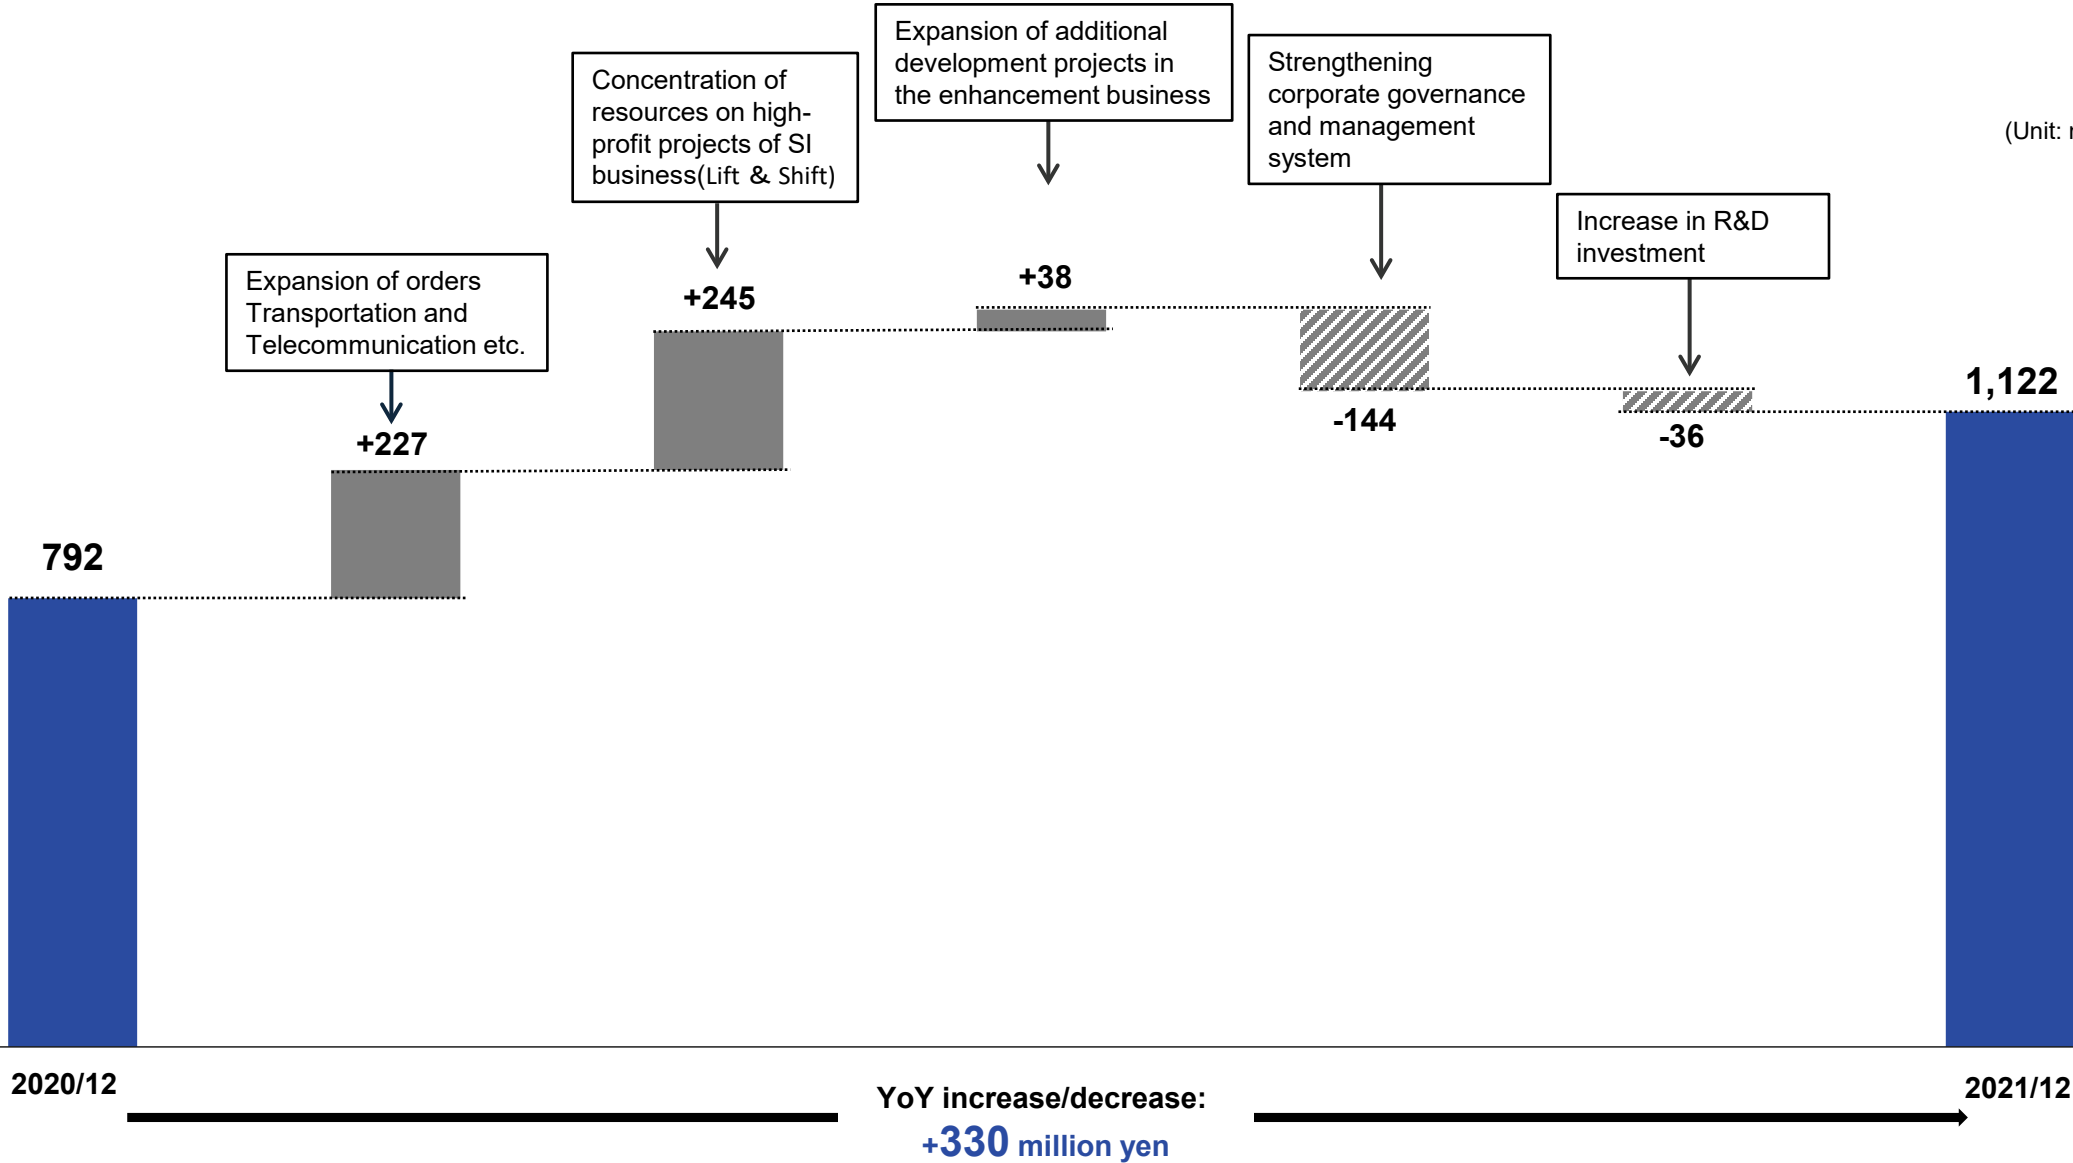 Expansion of additional
development projects in
the enhancement business
Strengthening
corporate governance
and management
system
Concentration of
resources on high-
profit projects of SI
business(Lift & Shift)
(Unit:
Increase in R&D
investment
Expansion of orders
Transportation and
Telecommunication etc.
+38
+245
1,122
-144
-36
+227
792
2020/12
2021/12
YoY increase/decrease:
+330 million yen